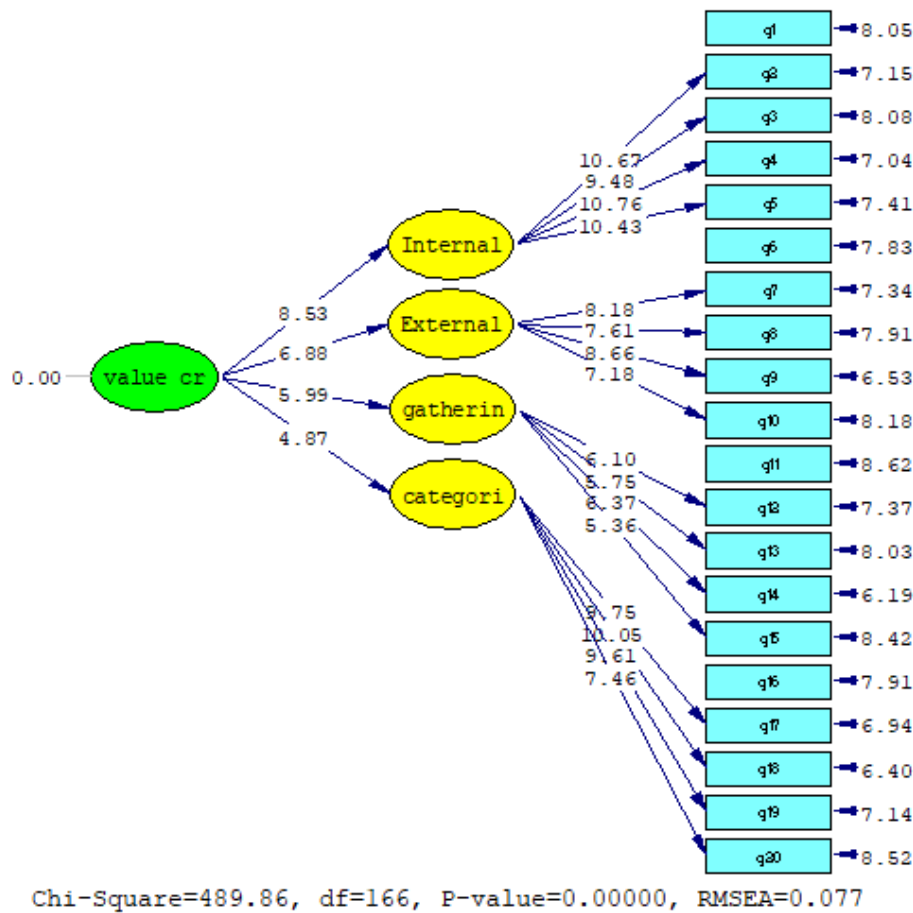 q1 8.05
q2 7.15
q3 8.08
q4 7.04
10.67
9.48
10.76
10.43
q5 7.41
Internal
q6 7.83
8.53
q7 7.34
8.18
External
7.61
q8 7.91
6.88
8.66
7.18
q9 6.53
0.00 value cr
5.99
gatherin
q10 8.18
4.87
6.10
q11 8.62
5.75
categori
6.37
q12 7.37
5.36
q13 8.03
q14 6.19
9.75
10.05
q15 8.42
9.61
7.46
q16 7.91
q17 6.94
q18 6.40
q19 7.14
q20 8.52
Chi-Square=489.86, df=166, P-value=0.00000, RMSEA=0.077